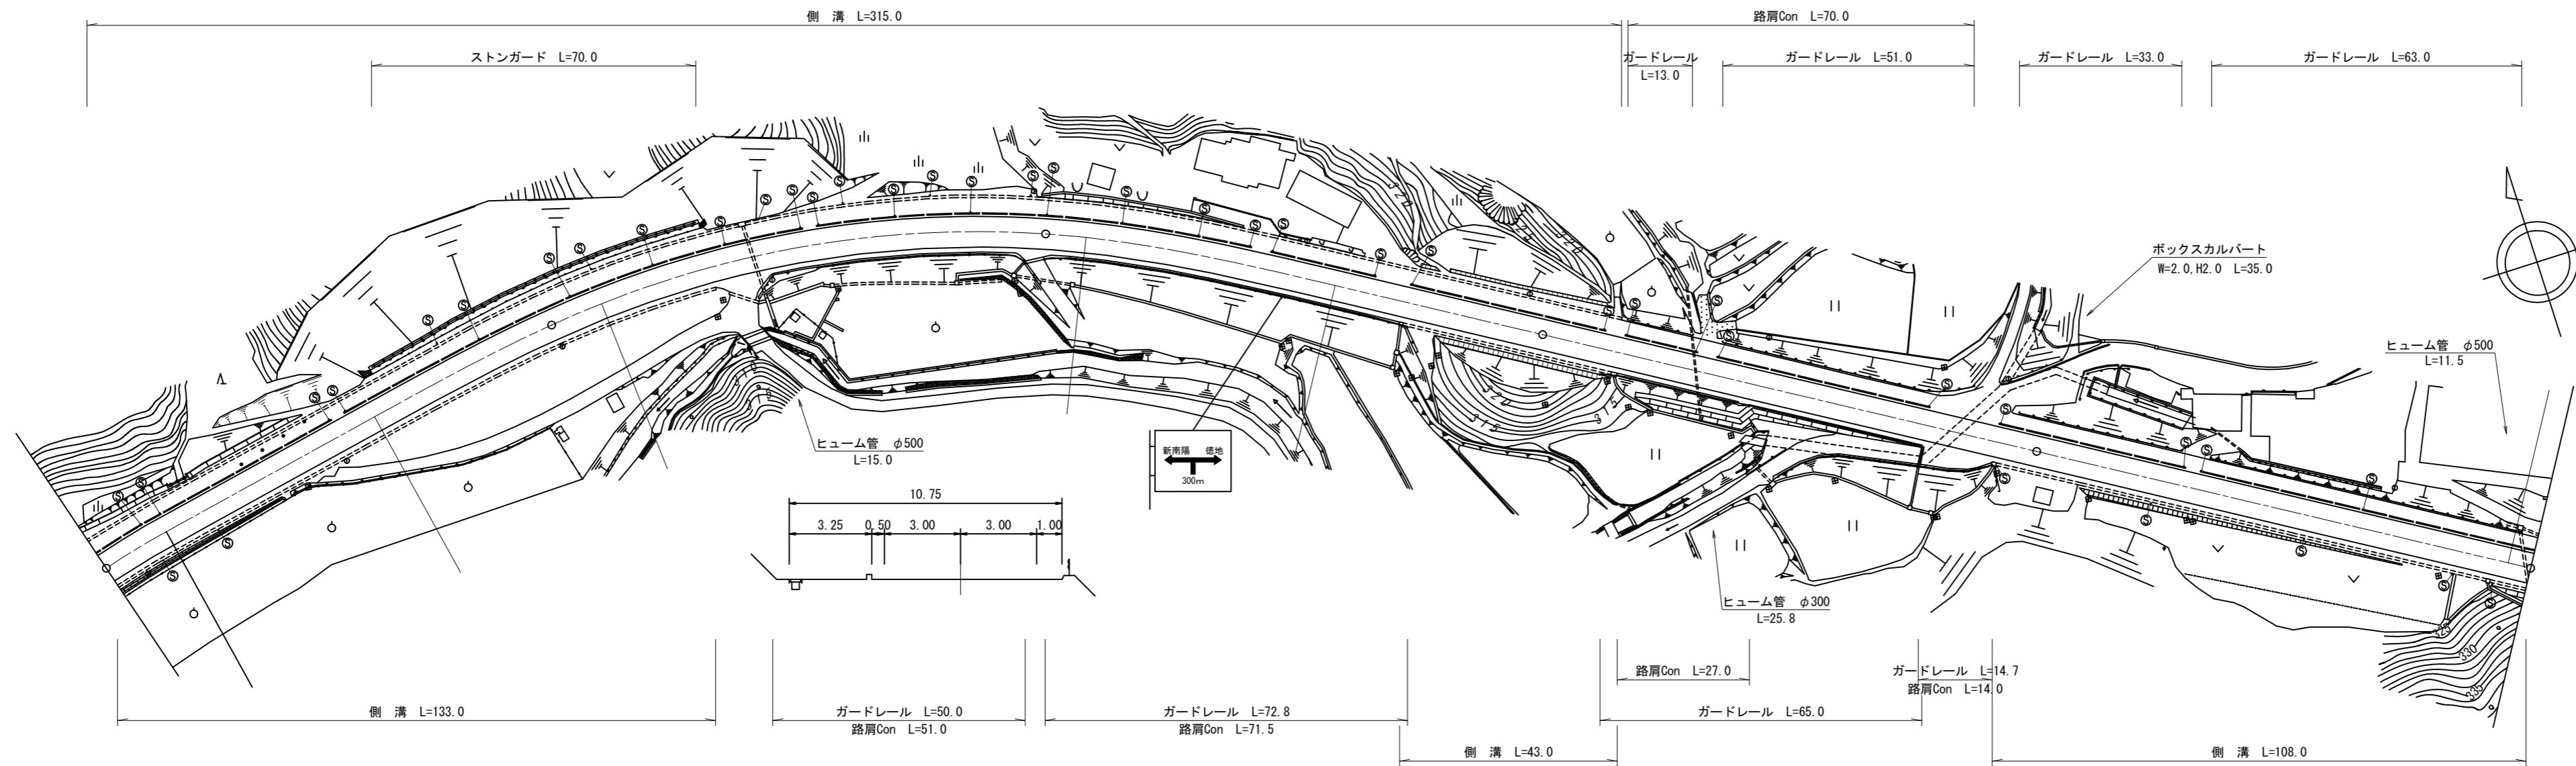 側 溝 L=315.0
路肩Con L=70.0
ストンガード L=70.0
ガードレール
L=13.0
ガードレール L=51.0
ガードレール L=33.0
ガードレール L=63.0
ボックスカルバート
W=2.0,H2.0 L=35.0
ヒューム管 φ500
L=11.5
320
315
ヒューム管 φ500
L=15.0
新南陽 徳地
300m
10.75
3.25 0.50 3.00 3.00 1.00
ヒューム管 φ300
L=25.8
325
330
335
路肩Con L=27.0
ガードレール L=14.7
路肩Con L=14.0
側 溝 L=133.0
ガードレール L=50.0
路肩Con L=51.0
ガードレール L=72.8
路肩Con L=71.5
ガードレール L=65.0
側 溝 L=43.0
側 溝 L=108.0